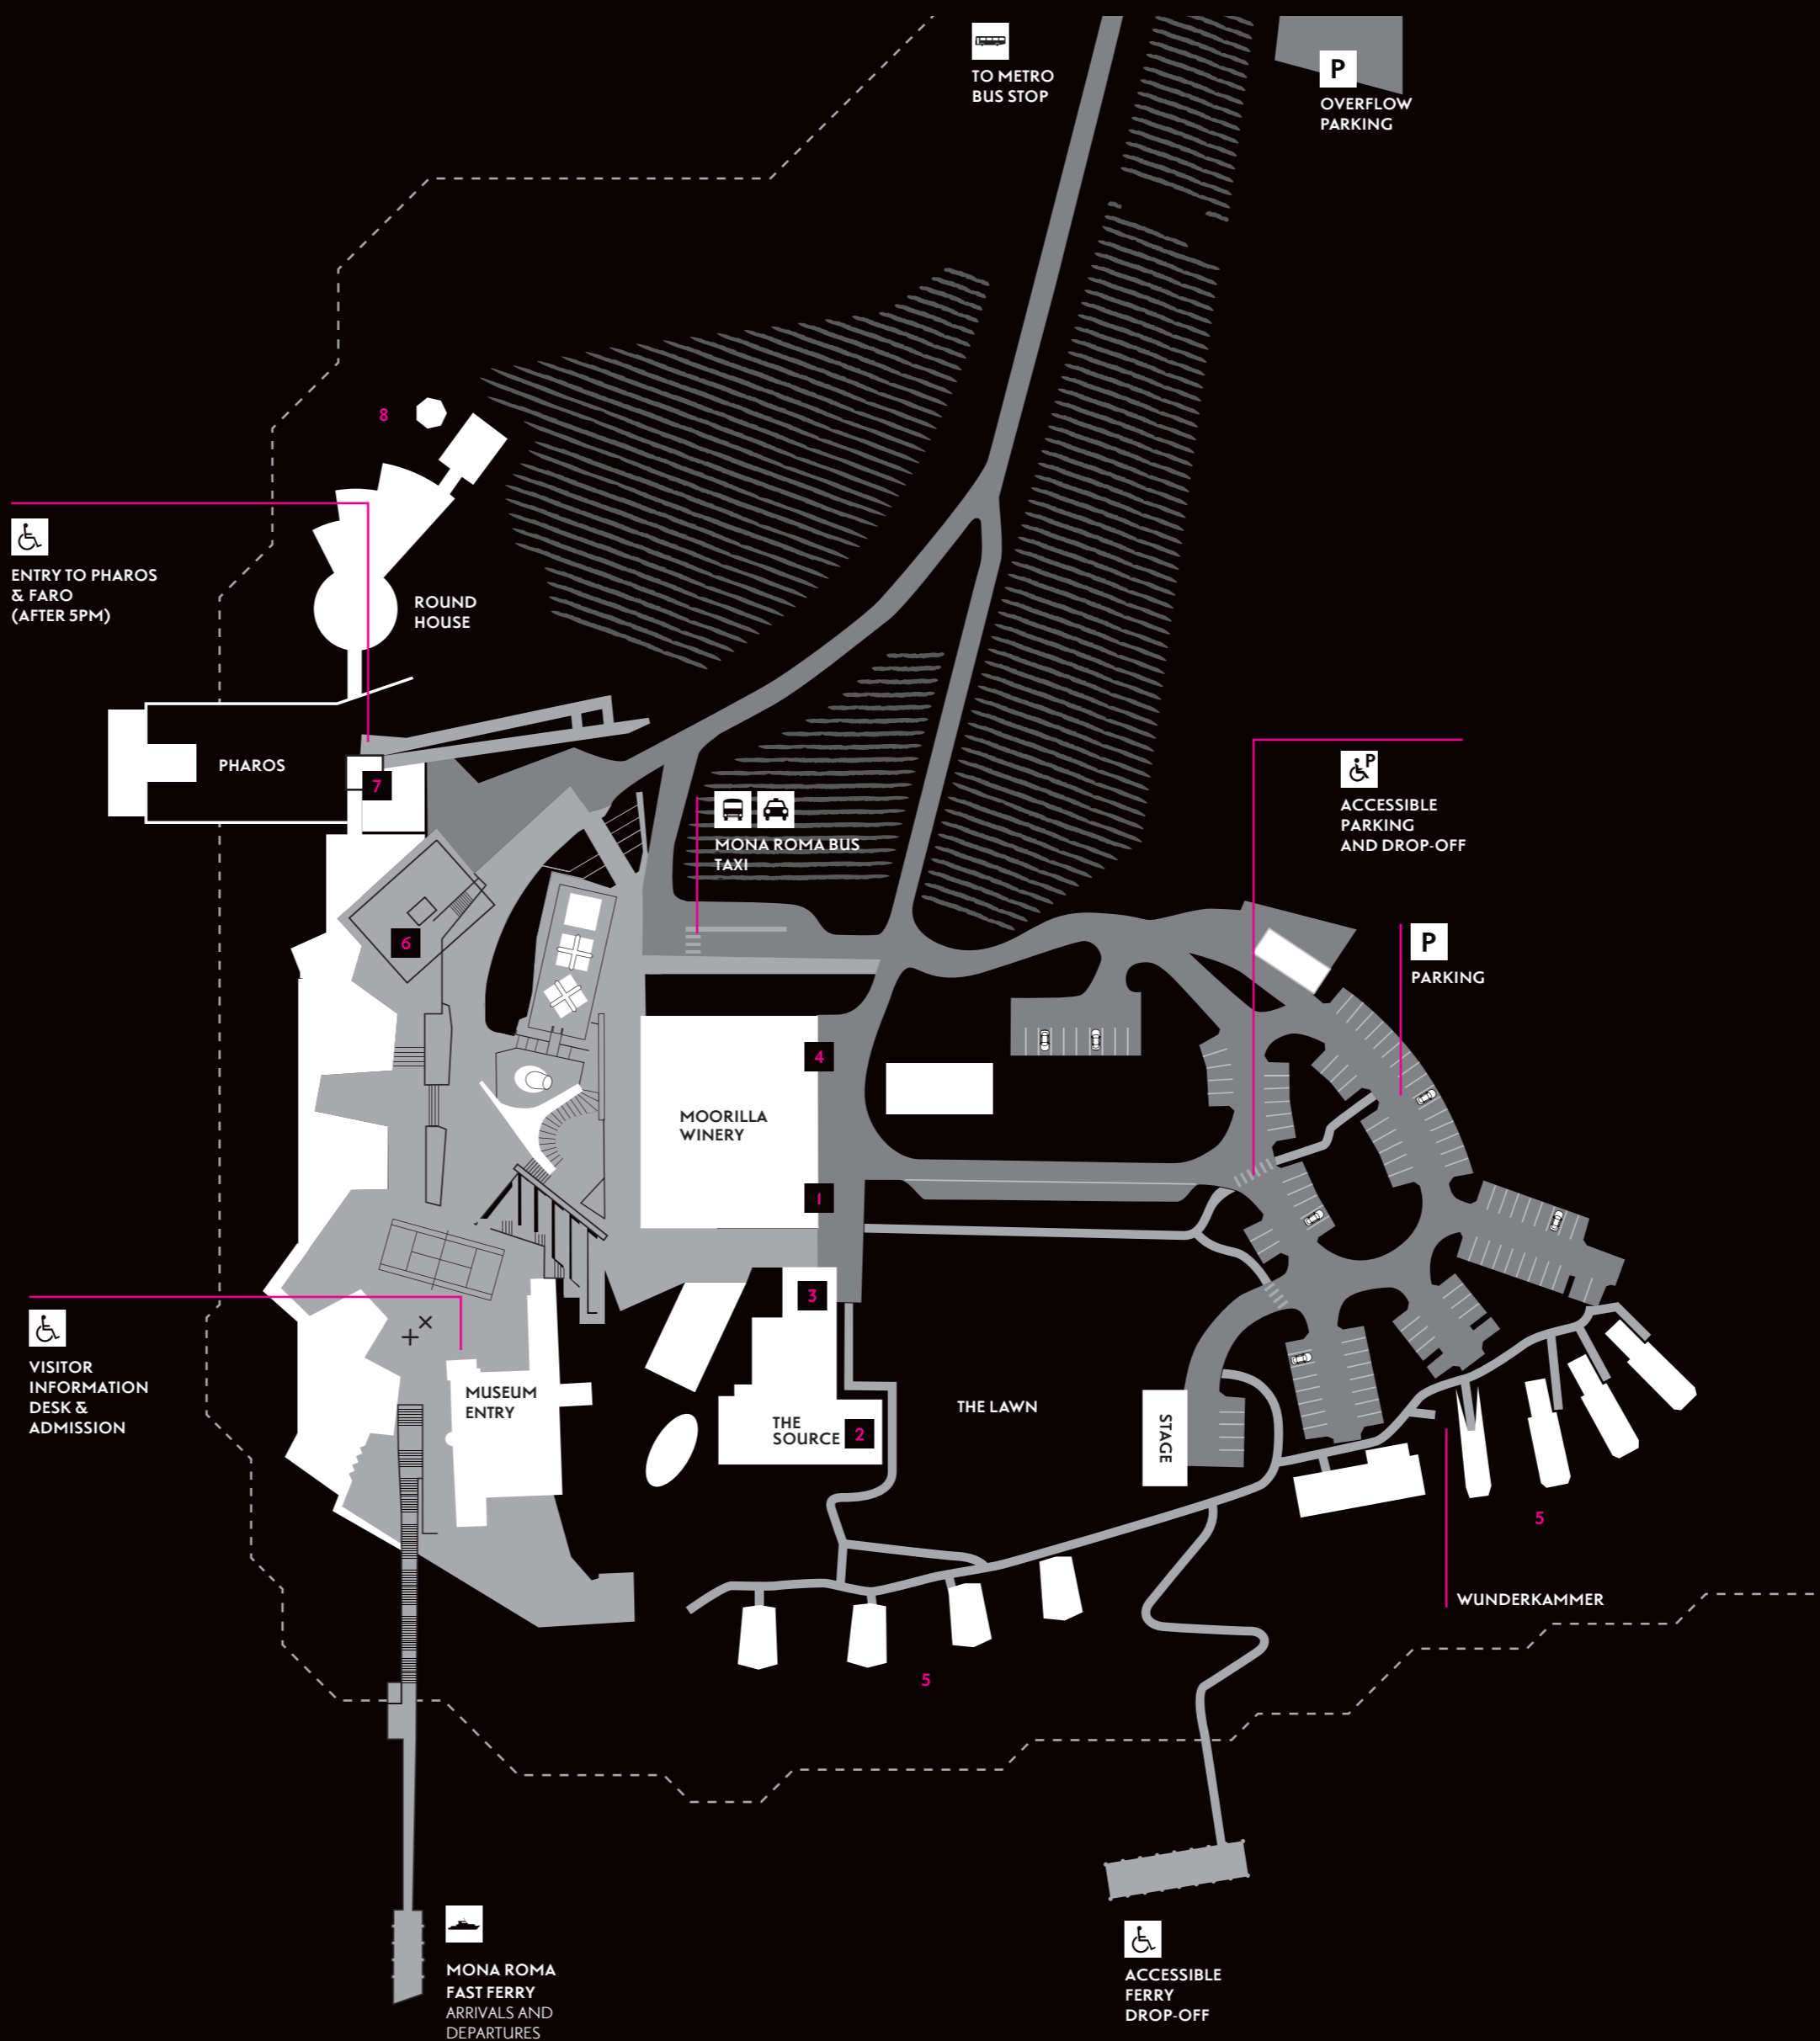 TO METRO
BUS STOP
P
OVERFLOW
PARKING
8
ENTRY TO PHAROS
& FARO
(AFTER 5PM)
ROUND
HOUSE
PHAROS
7
P
ACCESSIBLE
PARKING
AND DROP-OFF
MONA ROMA BUS
TAXI
6
P
PARKING
4
MOORILLA
WINERY
1
3
VISITOR
INFORMATION
DESK &
ADMISSION
MUSEUM
ENTRY
THE
SOURCE
2
THE LAWN
STAGE
5
WUNDERKAMMER
5
MONA ROMA
FAST FERRY
ARRIVALS AND
DEPARTURES
ACCESSIBLE
FERRY
DROP-OFF